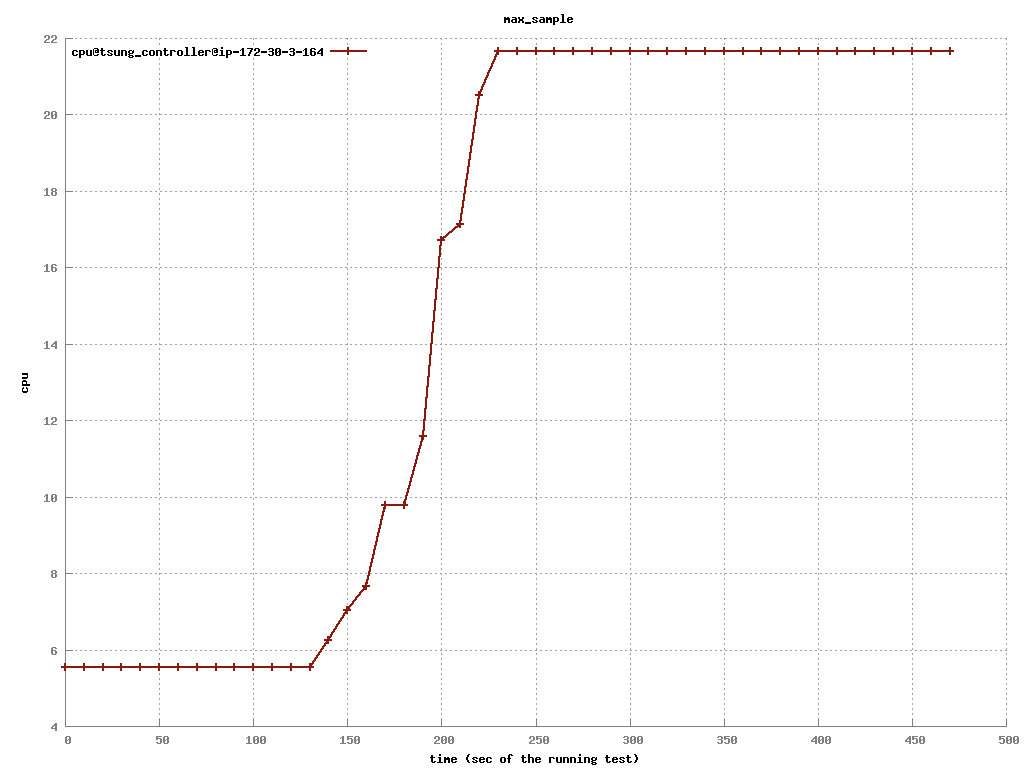 max_sample
cpu@tsung_controller@ip-172-30-3-164
22
20
18
16
14
12
10
8
6
4
cpu
0 50 100 150 200 250 300 350 400 450 500
time (sec of the running test)